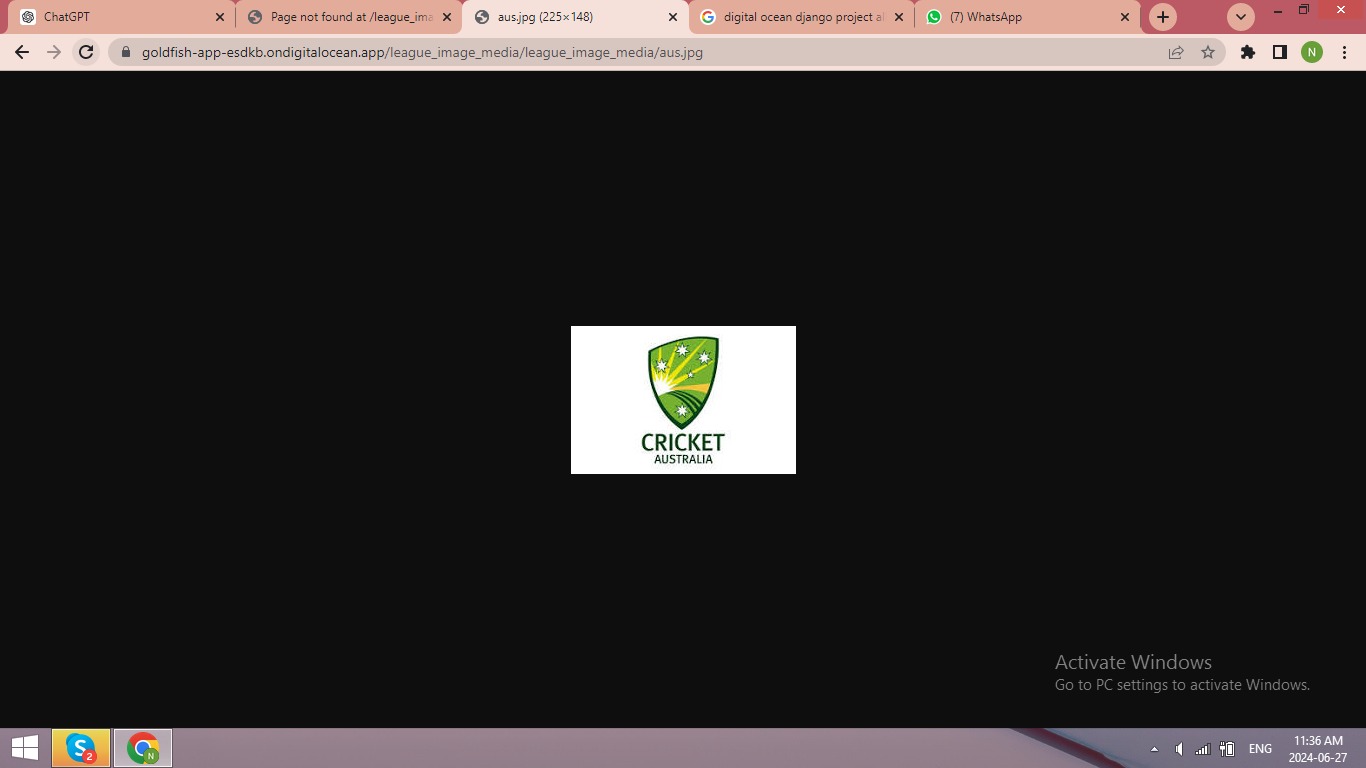 ChatGPT
Page not found at /league_ima
aus.jpg (225×148)
digital ocean django project al
(7) WhatsApp
goldfish-app-esdkb.ondigitalocean.app/league_image_media/league_image_media/aus.jpg
N
CRICKET
AUSTRALIA
Activate Windows
Go to PC settings to activate Windows.
S
2
N
ENG
11:36 AM
2024-06-27